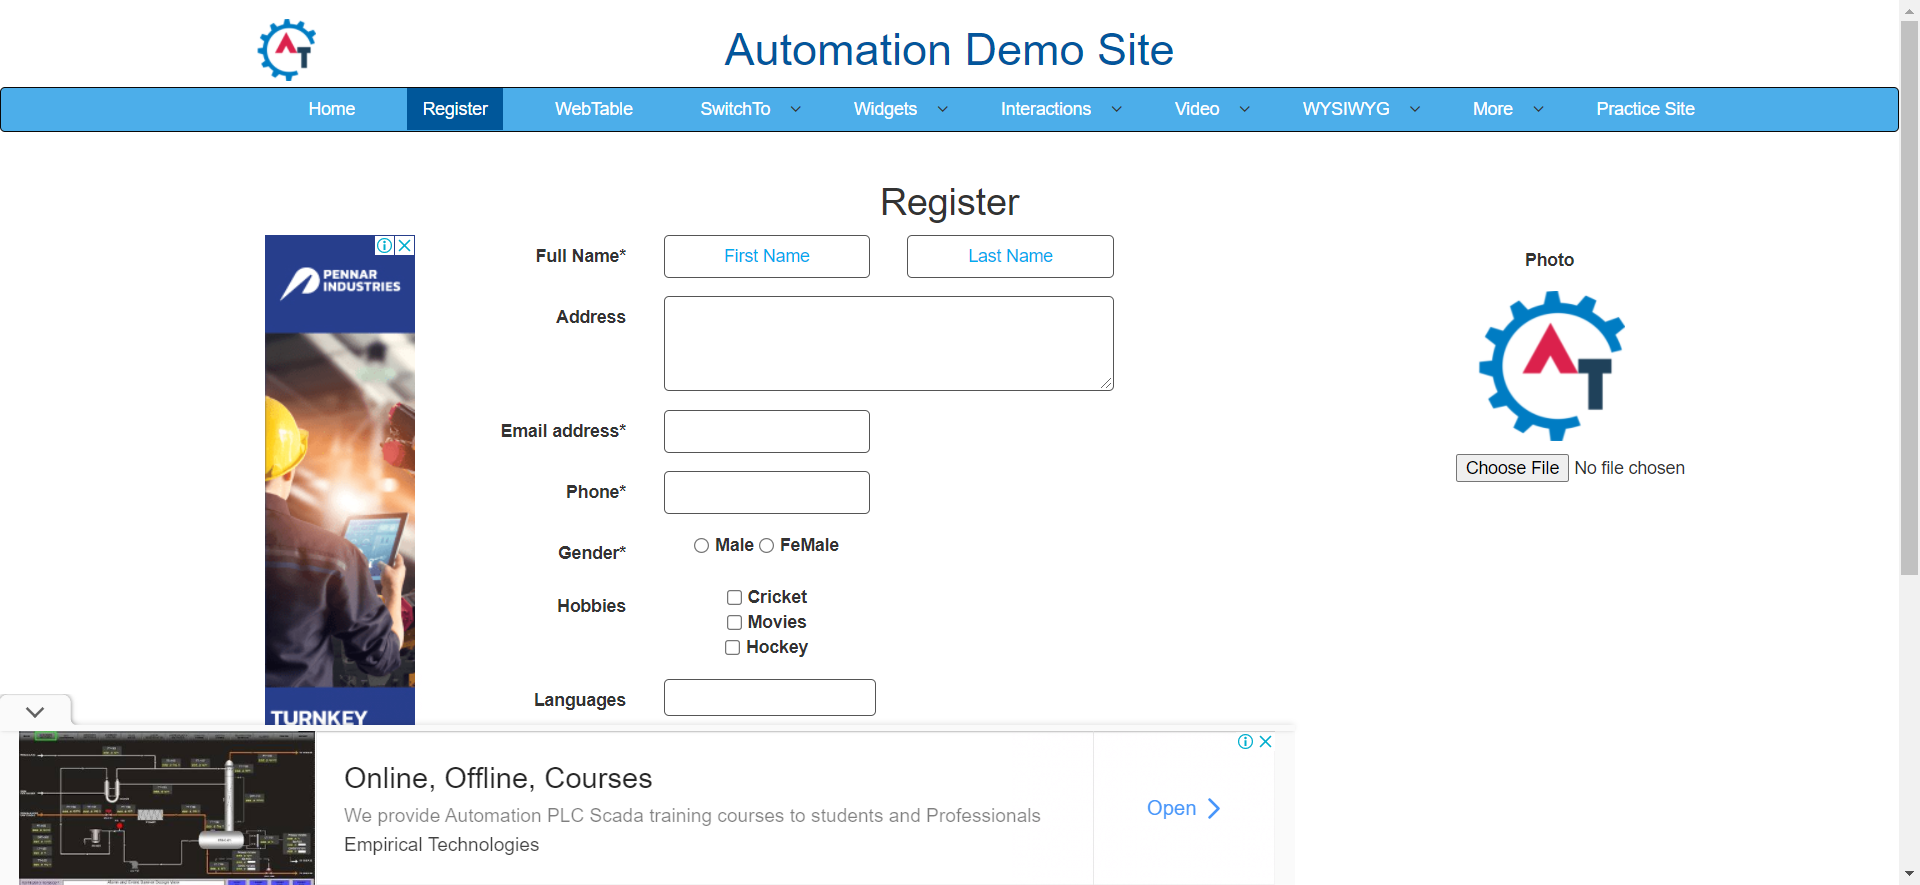 AT
Automation Demo Site
Home Register WebTable SwitchTo Widgets Interactions Video WYSIWYG More Practice Site
Register
PENNAR
INDUSTRIES
TURNKEY
Full Name* First Name Last Name
Photo
Address
AT
Email address*
Choose File No file chosen
Phone*
Gender* Male FeMale
Hobbies Cricket
Movies
Hockey
Languages
Online, Offline, Courses
We provide Automation PLC Scada training courses to students and Professionals
Empirical Technologies
Open